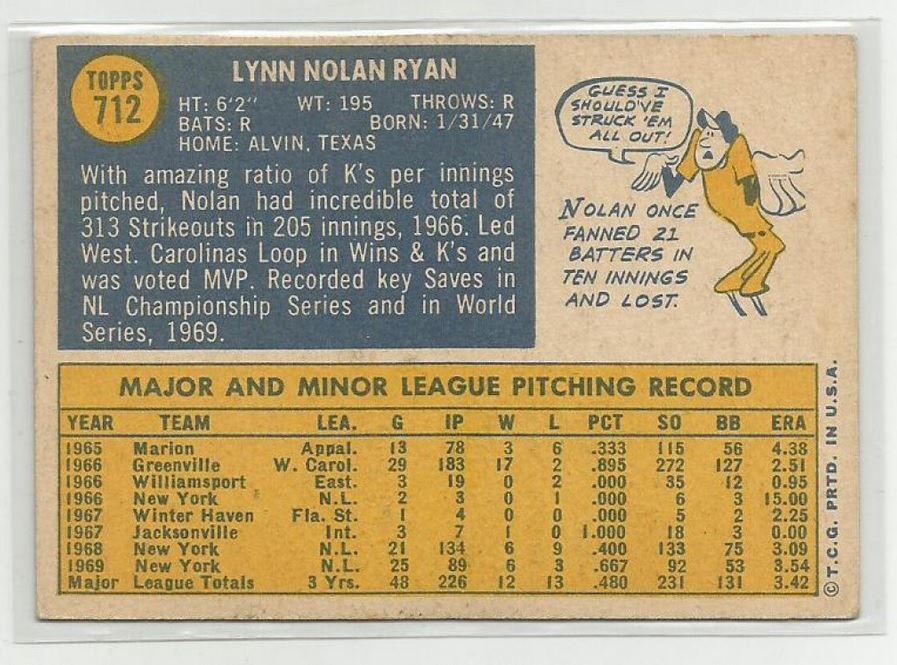 TOPPS
712
LYNN NOLAN RYAN
HT: 6'2" WT: 195 THROWS: R
BATS: R BORN: 1/31/47
HOME: ALVIN, TEXAS
With amazing ratio of K's per innings
pitched, Nolan had incredible total of
313 Strikeouts in 205 innings, 1966. Led
West. Carolinas Loop in Wins & K's and
was voted MVP. Recorded key Saves in
NL Championship Series and in World
Series, 1969.
GUESS I
SHOULD'VE
STRUCK 'EM
ALL OUT!
NOLAN ONCE
FANNED 21
BATTERS IN
TEN INNINGS
AND LOST.
MAJOR AND MINOR LEAGUE PITCHING RECORD
YEAR TEAM LEA. G IP W L PCT SO BB ERA
1965 Marion Appal. 13 78 3 6 .333 115 56 4.38
1966 Greenville W. Carol. 29 183 17 2 .895 272 127 2.51
1966 Williamsport East. 3 19 0 2 .000 35 12 0.95
1966 New York N.L. 2 3 0 1 .000 6 3 15.00
1967 Winter Haven Fla. St. 1 4 0 0 .000 5 2 2.25
1967 Jacksonville Int. 3 7 1 0 1.000 18 3 0.00
1968 New York N.L. 21 134 6 9 .400 133 75 3.09
1969 New York N.L. 25 89 6 3 .667 92 53 3.54
Major League Totals 3 Yrs. 48 226 12 13 .480 231 131 3.42
© T.C.G. PRTD. IN U.S.A.